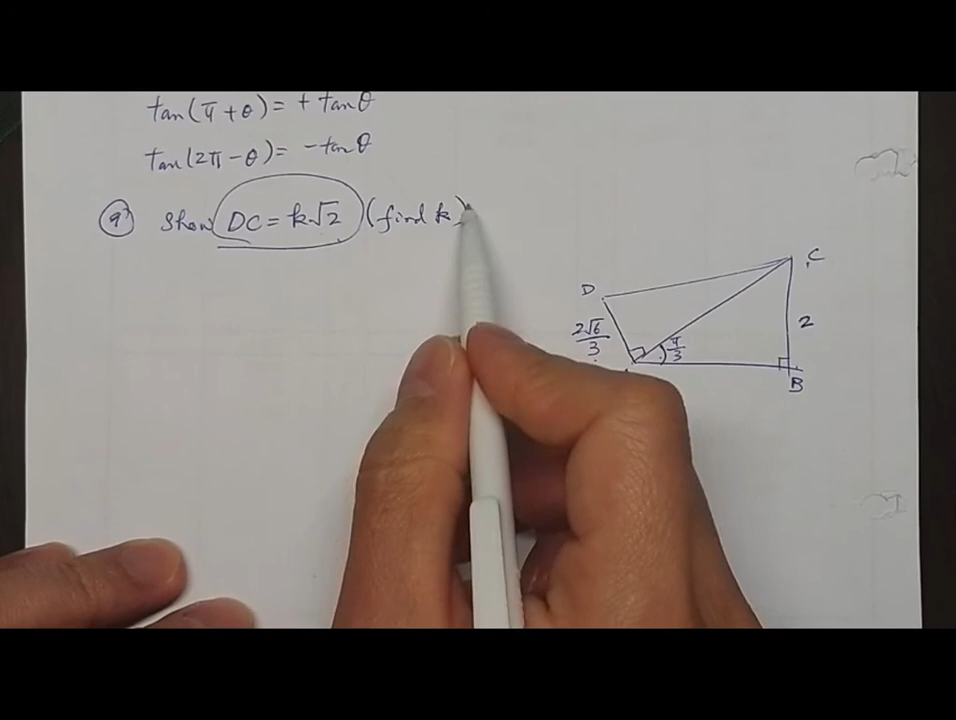 tan(π+θ) = + tanθ
tan(2π-θ) = -tanθ
9) Show DC = k√2 (find k)
C
D
2√6/3
π/3
2
B